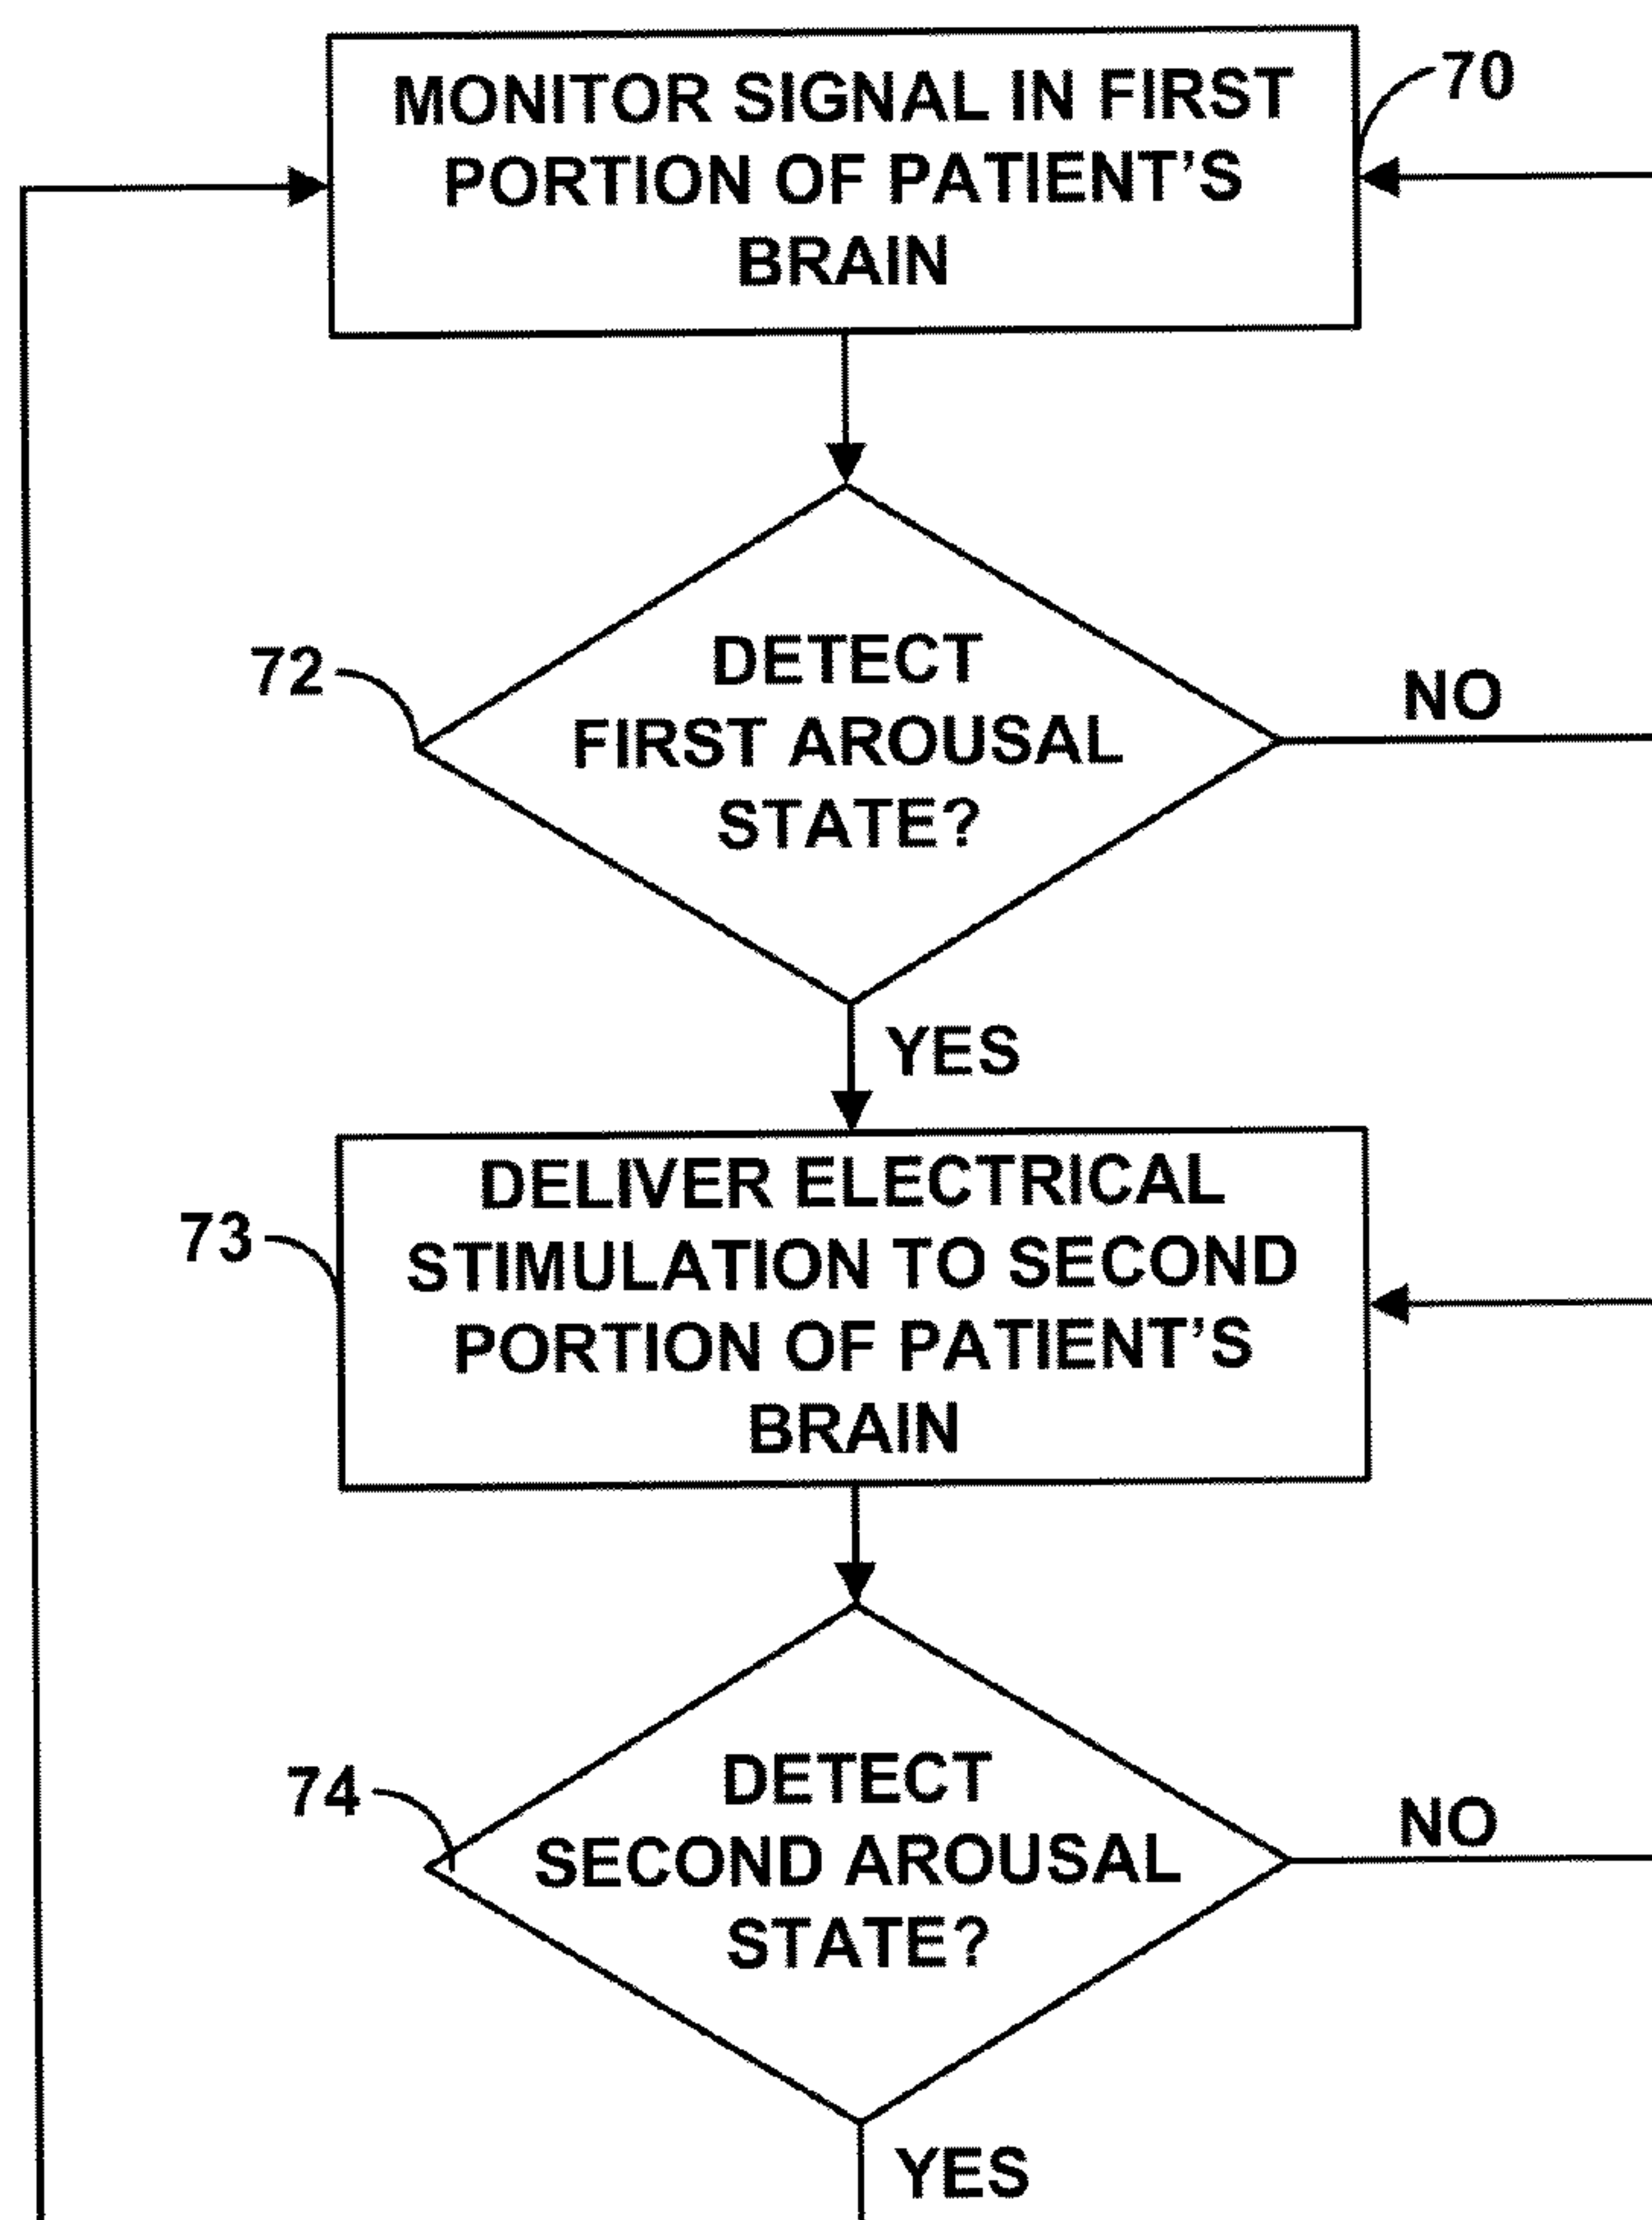 MONITOR SIGNAL IN FIRST
PORTION OF PATIENT'S
BRAIN
70
DETECT
FIRST AROUSAL
STATE?
72
NO
YES
DELIVER ELECTRICAL
STIMULATION TO SECOND
PORTION OF PATIENT'S
BRAIN
73
DETECT
SECOND AROUSAL
STATE?
74
NO
YES